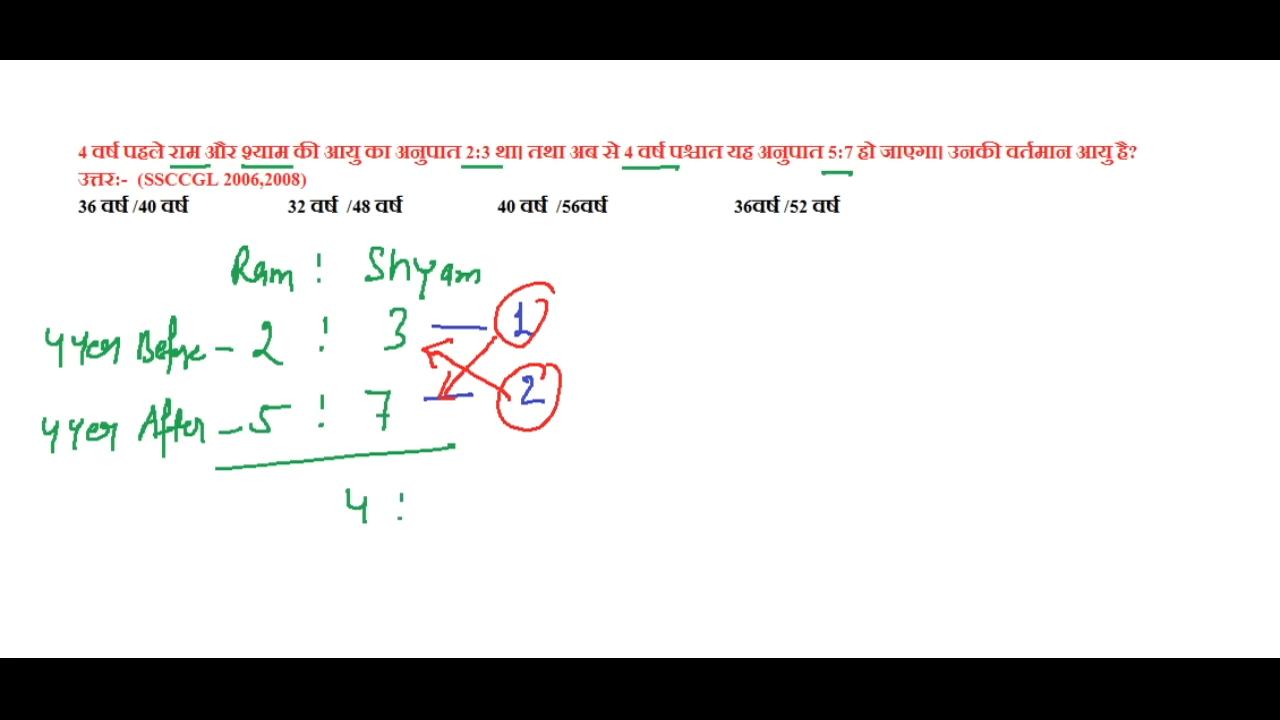 4 वर्ष पहले राम और श्याम की आयु का अनुपात 2:3 था। तथा अब से 4 वर्ष पश्चात यह अनुपात 5:7 हो जाएगा। उनकी वर्तमान आयु है?
उत्तरः- (SSCCGL 2006,2008)
36 वर्ष /40 वर्ष 32 वर्ष /48 वर्ष 40 वर्ष /56वर्ष 36वर्ष /52 वर्ष
Ram : Shyam
4 yer Before - 2 : 3 — 1
4 yer After - 5 : 7 — 2
4 :